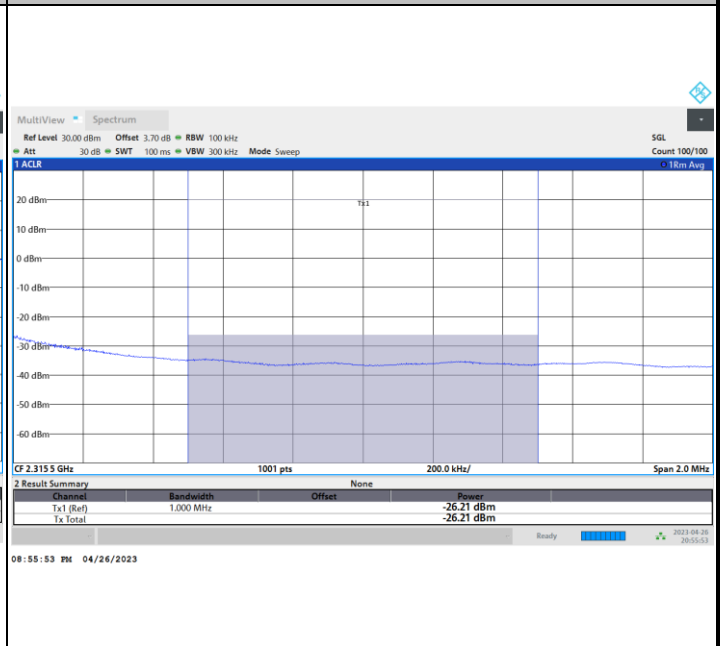 MultiView Spectrum
Ref Level 30.00 dBm Offset 3.70 dB RBW 100 kHz SGL
Att 30 dB SWT 100 ms VBW 300 kHz Mode Sweep Count 100/100
1 ACLR 1Rm Avg
Tx1
20 dBm
10 dBm
0 dBm
-10 dBm
-20 dBm
-30 dBm
-40 dBm
-50 dBm
-60 dBm
CF 2.315 5 GHz 1001 pts 200.0 kHz/ Span 2.0 MHz
2 Result Summary None
Channel Bandwidth Offset Power
Tx1 (Ref) 1.000 MHz -26.21 dBm
Tx Total -26.21 dBm
Ready 2023-04-26
20:55:53
08:55:53 PM 04/26/2023